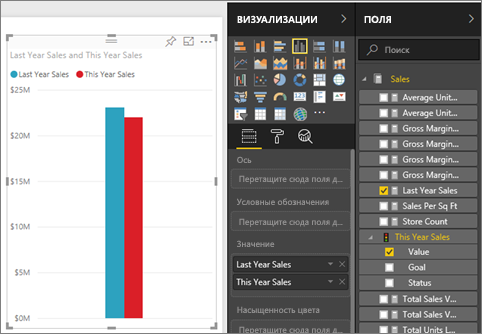 Last Year Sales and This Year Sales
Last Year Sales This Year Sales
$25M
$20M
$15M
$10M
$5M
$0M
ВИЗУАЛИЗАЦИИ
Ось
Перетащите сюда поля д...
Условные обозначения
Перетащите сюда поля д...
Значение
Last Year Sales
This Year Sales
Насыщенность цвета
ПОЛЯ
Поиск
Sales
Average Unit...
Average Unit...
Gross Margin...
Gross Margin...
Gross Margin...
Gross Margin...
Last Year Sales
Sales Per Sq Ft
Store Count
This Year Sales
Value
Goal
Status
Total Sales V...
Total Sales V...
Total Units L...